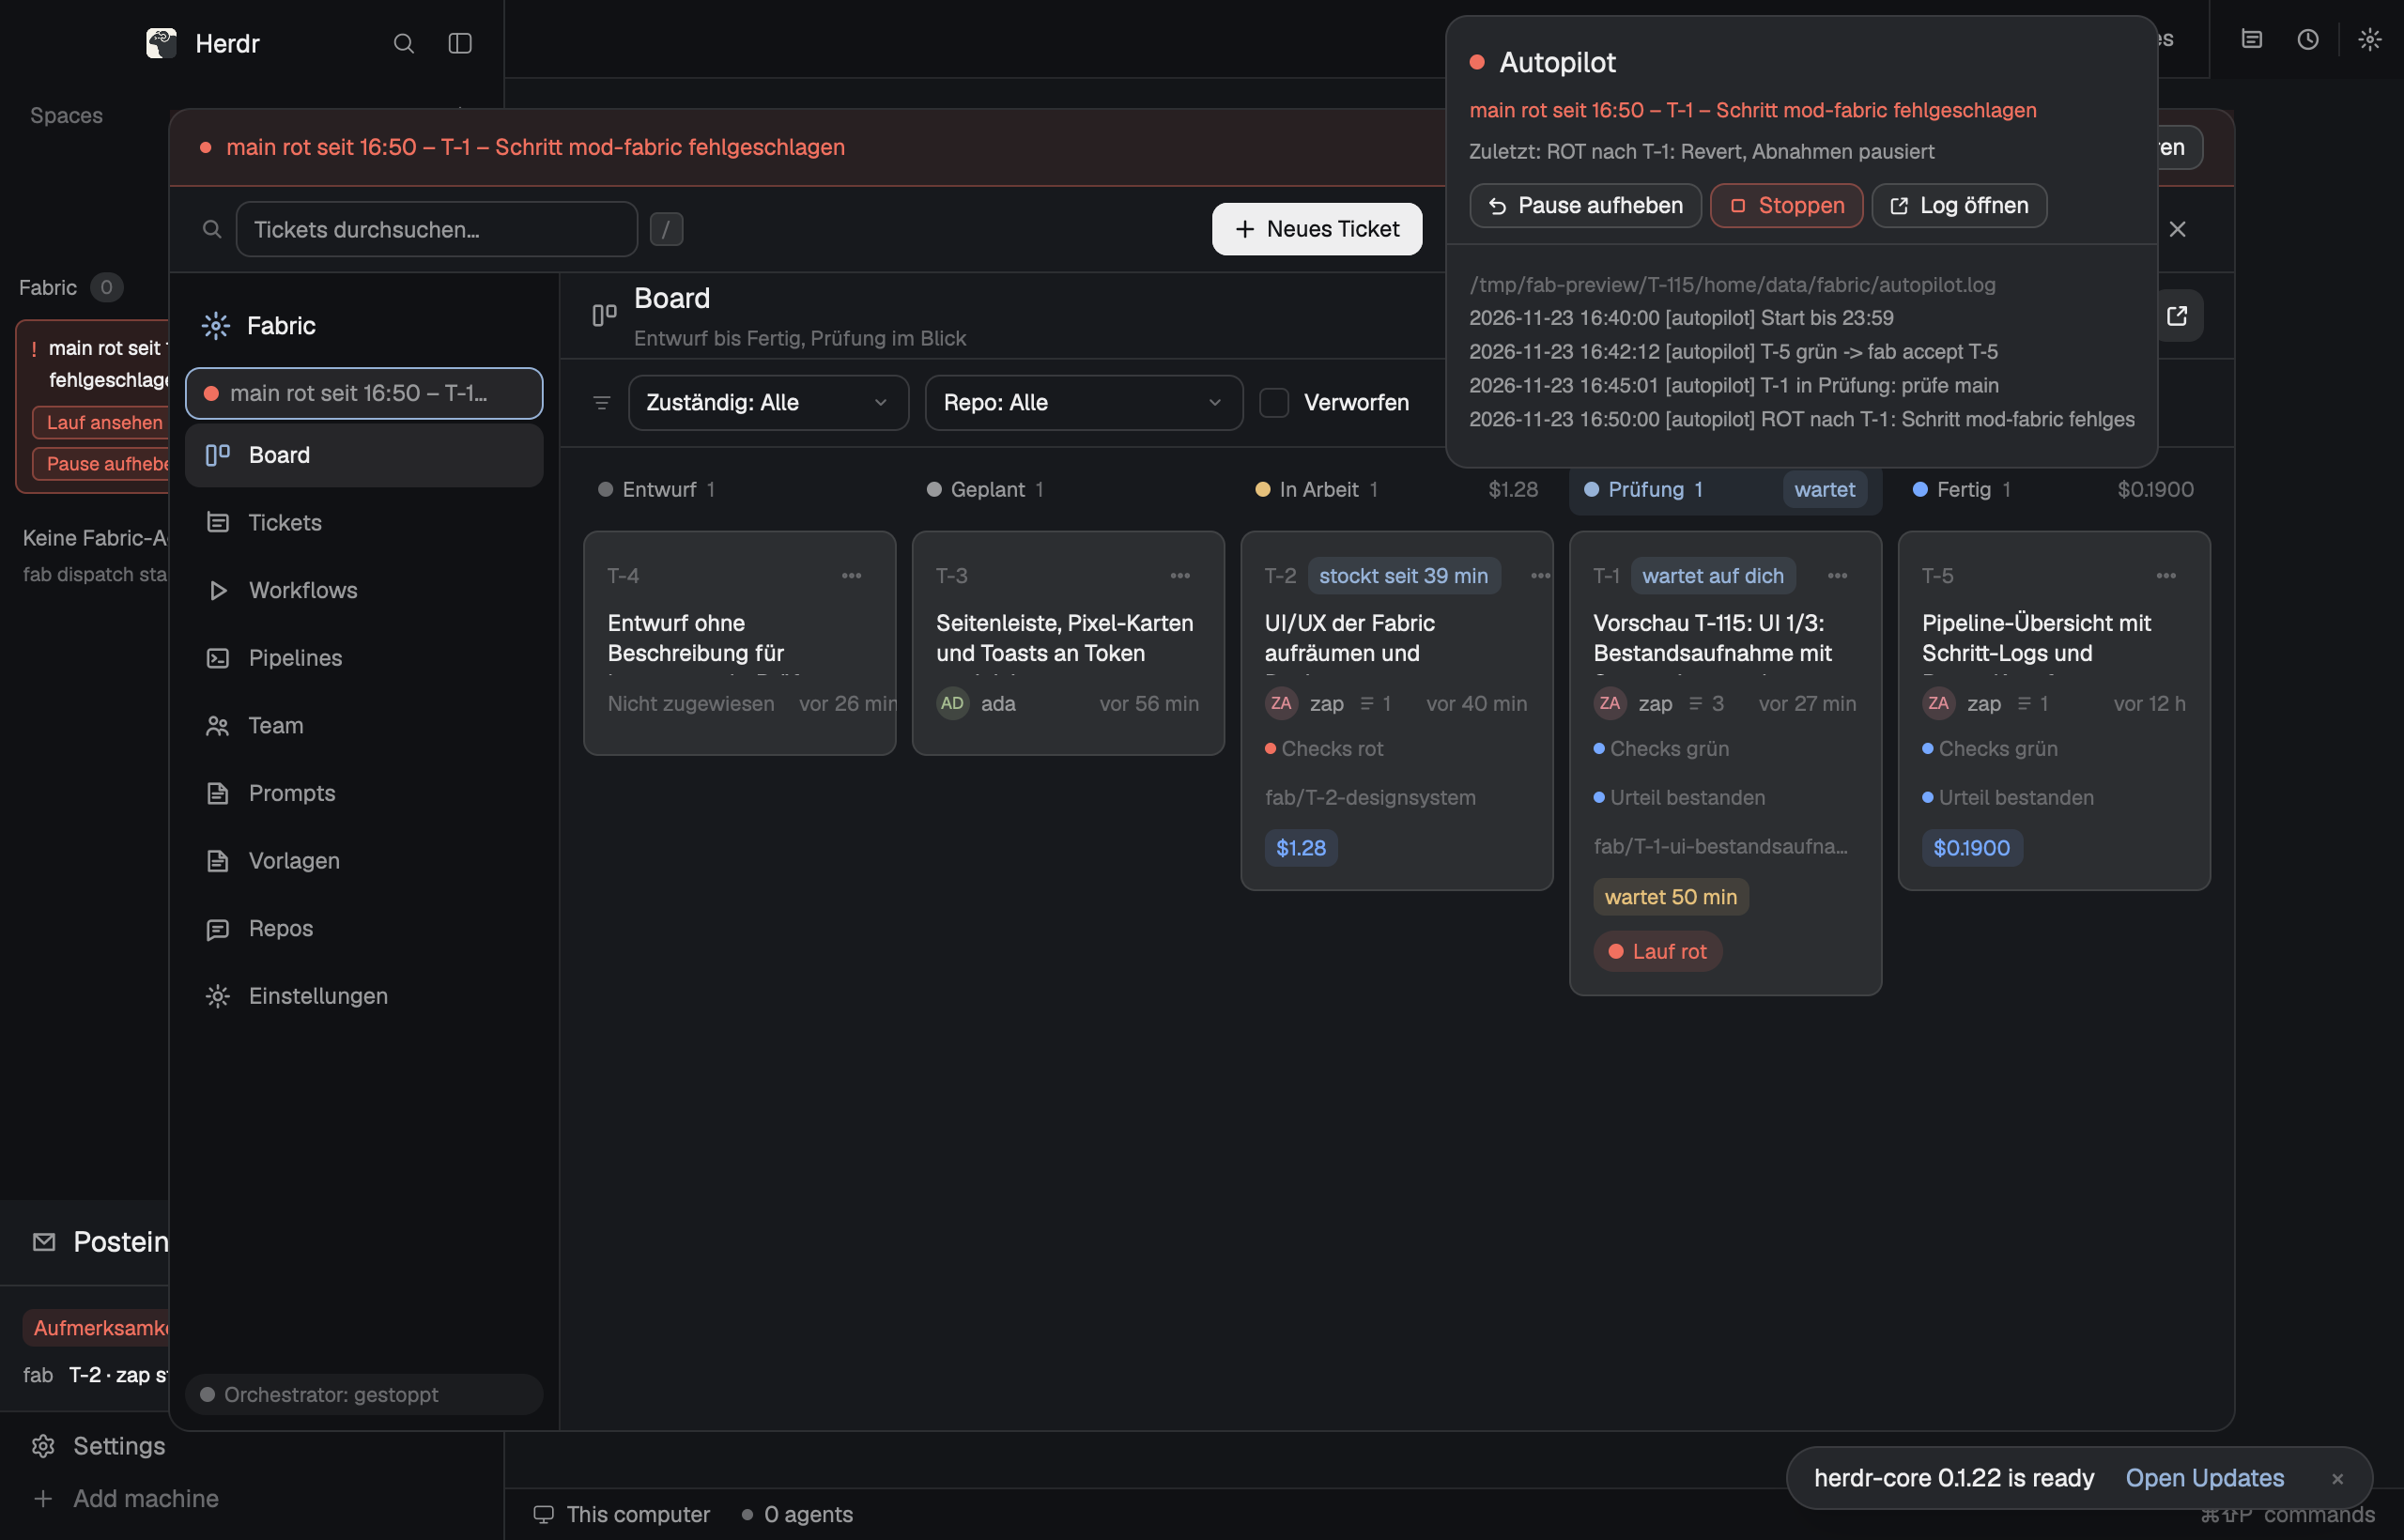 Herdr
Spaces
Fabric 0
! main rot seit
fehlgeschlage
Lauf ansehen
Pause aufhebe
Keine Fabric-A
fab dispatch sta
Postein
Aufmerksamke
fab T-2 · zap s
Settings
Add machine
main rot seit 16:50 – T-1 – Schritt mod-fabric fehlgeschlagen
ren
Tickets durchsuchen...
/
+ Neues Ticket
Fabric
main rot seit 16:50 – T-1...
Board
Tickets
Workflows
Pipelines
Team
Prompts
Vorlagen
Repos
Einstellungen
Orchestrator: gestoppt
Board
Entwurf bis Fertig, Prüfung im Blick
Zuständig: Alle
Repo: Alle
Verworfen
Entwurf 1
T-4
Entwurf ohne
Beschreibung für
Nicht zugewiesen vor 26 min
Geplant 1
T-3
Seitenleiste, Pixel-Karten
und Toasts an Token
AD ada vor 56 min
In Arbeit 1 $1.28
T-2 stockt seit 39 min
UI/UX der Fabric
aufräumen und
ZA zap 1 vor 40 min
Checks rot
fab/T-2-designsystem
$1.28
Prüfung 1 wartet
T-1 wartet auf dich
Vorschau T-115: UI 1/3:
Bestandsaufnahme mit
ZA zap 3 vor 27 min
Checks grün
Urteil bestanden
fab/T-1-ui-bestandsaufna...
wartet 50 min
Lauf rot
Fertig 1 $0.1900
T-5
Pipeline-Übersicht mit
Schritt-Logs und
ZA zap 1 vor 12 h
Checks grün
Urteil bestanden
$0.1900
es
Autopilot
main rot seit 16:50 – T-1 – Schritt mod-fabric fehlgeschlagen
Zuletzt: ROT nach T-1: Revert, Abnahmen pausiert
Pause aufheben
Stoppen
Log öffnen
/tmp/fab-preview/T-115/home/data/fabric/autopilot.log
2026-11-23 16:40:00 [autopilot] Start bis 23:59
2026-11-23 16:42:12 [autopilot] T-5 grün -> fab accept T-5
2026-11-23 16:45:01 [autopilot] T-1 in Prüfung: prüfe main
2026-11-23 16:50:00 [autopilot] ROT nach T-1: Schritt mod-fabric fehlges
herdr-core 0.1.22 is ready Open Updates ×
This computer 0 agents
⌘⇧P commands